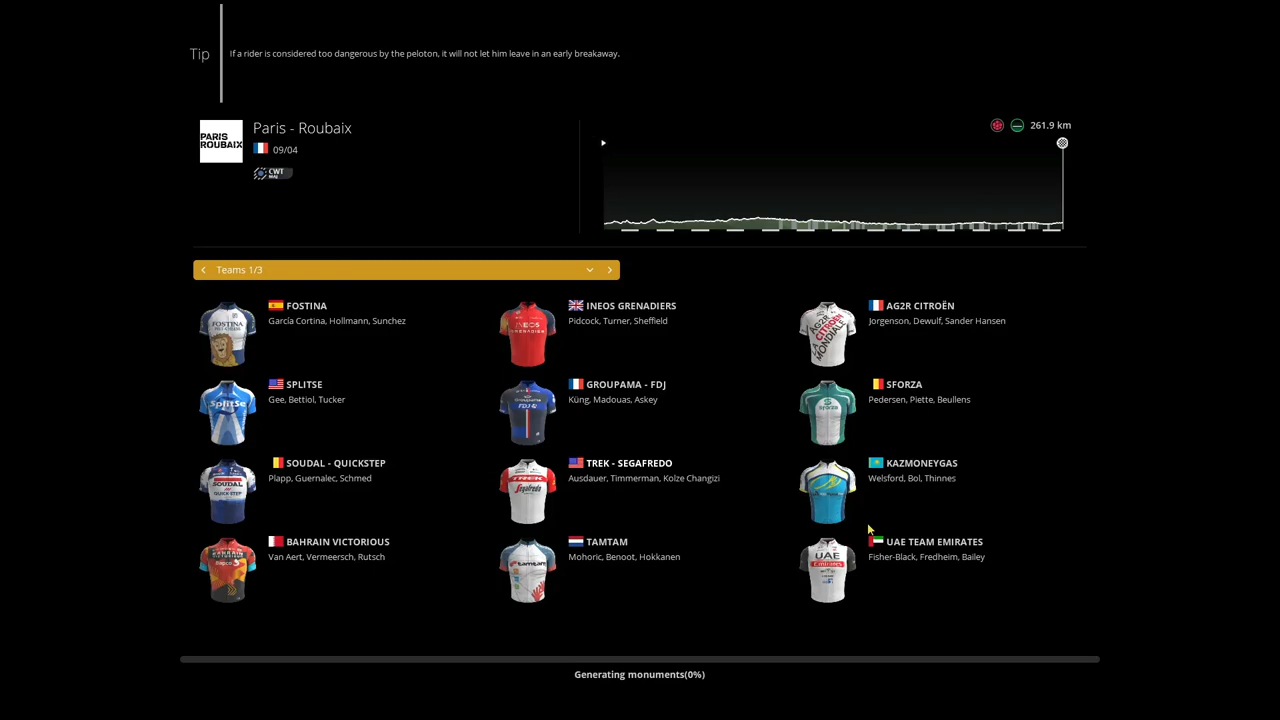 Tip
If a rider is considered too dangerous by the peloton, it will not let him leave in an early breakaway.
PARIS
ROUBAIX
Paris - Roubaix
09/04
CWT
261.9 km
Teams 1/3
FOSTINA
García Cortina, Hollmann, Sunchez
INEOS GRENADIERS
Pidcock, Turner, Sheffield
AG2R CITROËN
Jorgenson, Dewulf, Sander Hansen
SPLITSE
Gee, Bettiol, Tucker
GROUPAMA - FDJ
Küng, Madouas, Askey
SFORZA
Pedersen, Piette, Beullens
SOUDAL - QUICKSTEP
Plapp, Guernalec, Schmed
TREK - SEGAFREDO
Ausdauer, Timmerman, Kolze Changizi
KAZMONEYGAS
Welsford, Bol, Thinnes
BAHRAIN VICTORIOUS
Van Aert, Vermeersch, Rutsch
TAMTAM
Mohoric, Benoot, Hokkanen
UAE TEAM EMIRATES
Fisher-Black, Fredheim, Bailey
Generating monuments(0%)